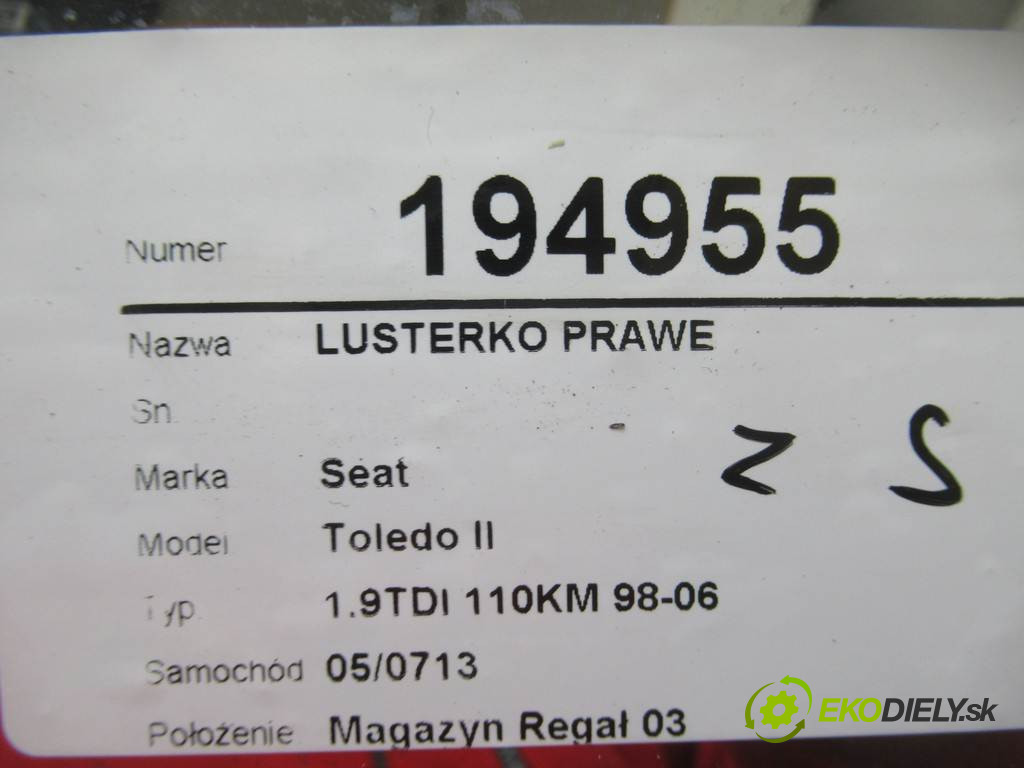 Numer 194955
Nazwa LUSTERKO PRAWE
Sn
Z S
Marka Seat
Model Toledo II
Typ 1.9TDI 110KM 98-06
Samochód 05/0713
Położenie Magazyn Regał 03
EKODIELY.sk